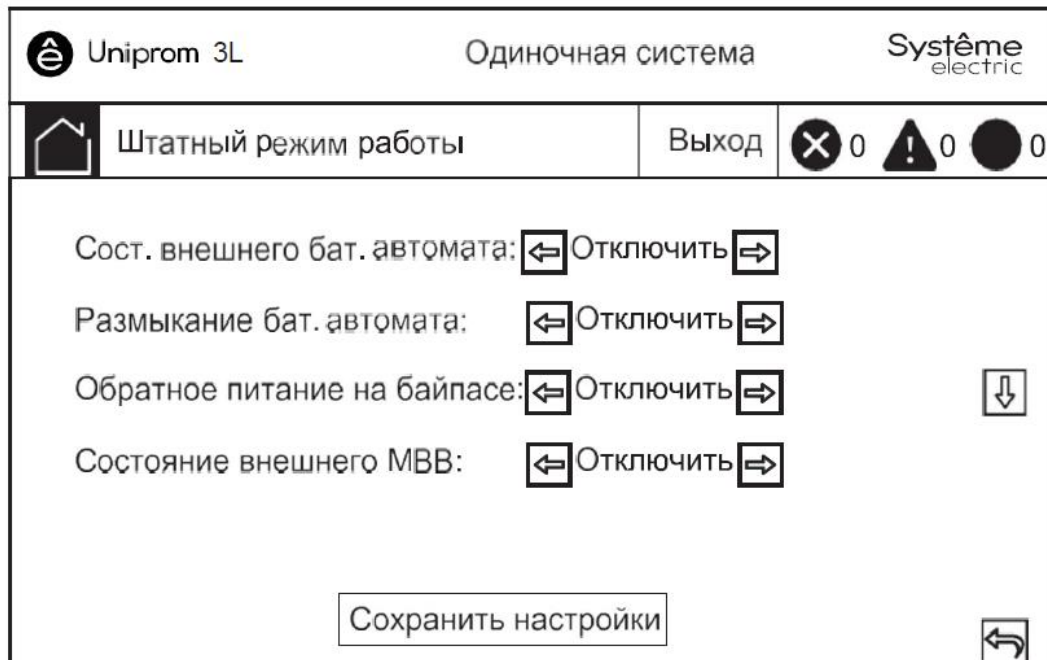 ê Uniprom 3L Одиночная система Système electric
Штатный режим работы Выход 0 0 0
Сост. внешнего бат. автомата: Отключить
Размыкание бат. автомата: Отключить
Обратное питание на байпасе: Отключить
Состояние внешнего МВВ: Отключить
Сохранить настройки